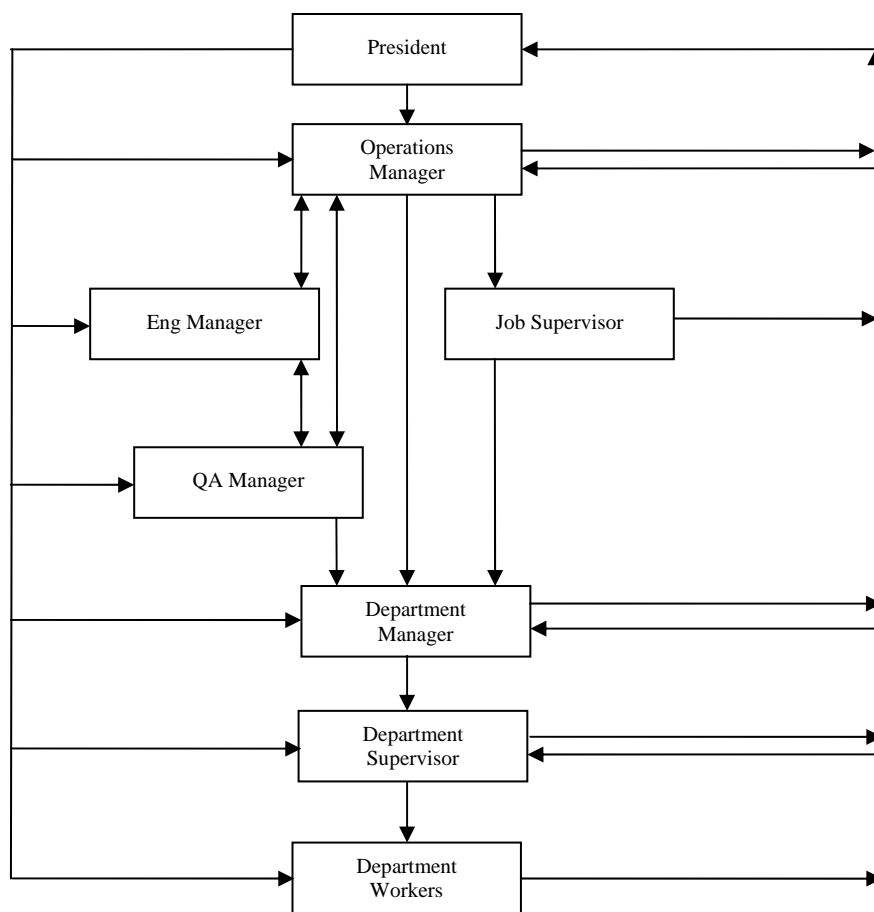 President
Operations
Manager
Eng Manager
Job Supervisor
QA Manager
Department
Manager
Department
Supervisor
Department
Workers